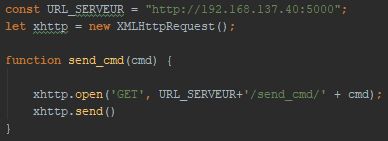 const URL_SERVEUR = "http://192.168.137.40:5000";
let xhttp = new XMLHttpRequest();
function send_cmd(cmd) {
xhttp.open('GET', URL_SERVEUR+'/send_cmd/' + cmd);
xhttp.send()
}